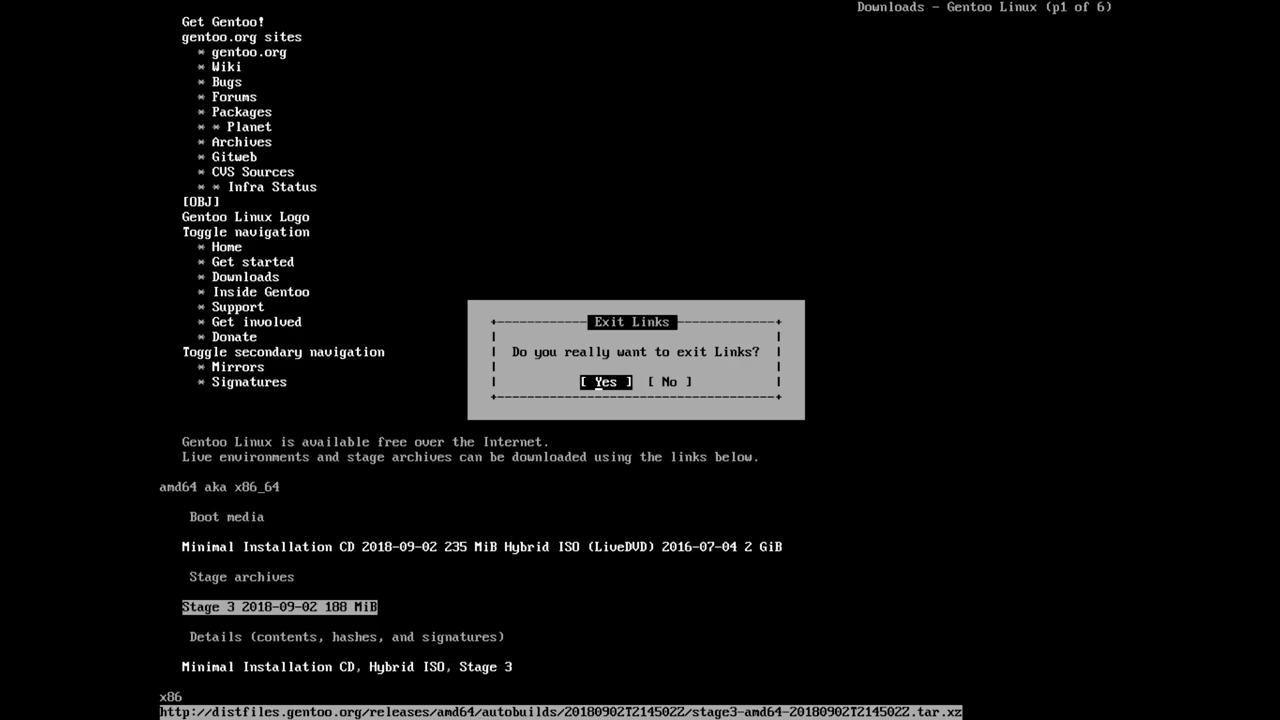 Downloads - Gentoo Linux (p1 of 6)
Get Gentoo!
gentoo.org sites
* gentoo.org
* Wiki
* Bugs
* Forums
* Packages
* * Planet
* Archives
* Gitweb
* CVS Sources
* * Infra Status
[OBJ]
Gentoo Linux Logo
Toggle navigation
* Home
* Get started
* Downloads
* Inside Gentoo
* Support
* Get involved
* Donate
Toggle secondary navigation
* Mirrors
* Signatures
Exit Links
Do you really want to exit Links?
[ Yes ] [ No ]
Gentoo Linux is available free over the Internet.
Live environments and stage archives can be downloaded using the links below.
amd64 aka x86_64
Boot media
Minimal Installation CD 2018-09-02 235 MiB Hybrid ISO (LiveDVD) 2016-07-04 2 GiB
Stage archives
Stage 3 2018-09-02 188 MiB
Details (contents, hashes, and signatures)
Minimal Installation CD, Hybrid ISO, Stage 3
x86
http://distfiles.gentoo.org/releases/amd64/autobuilds/20180902T214502Z/stage3-amd64-20180902T214502Z.tar.xz